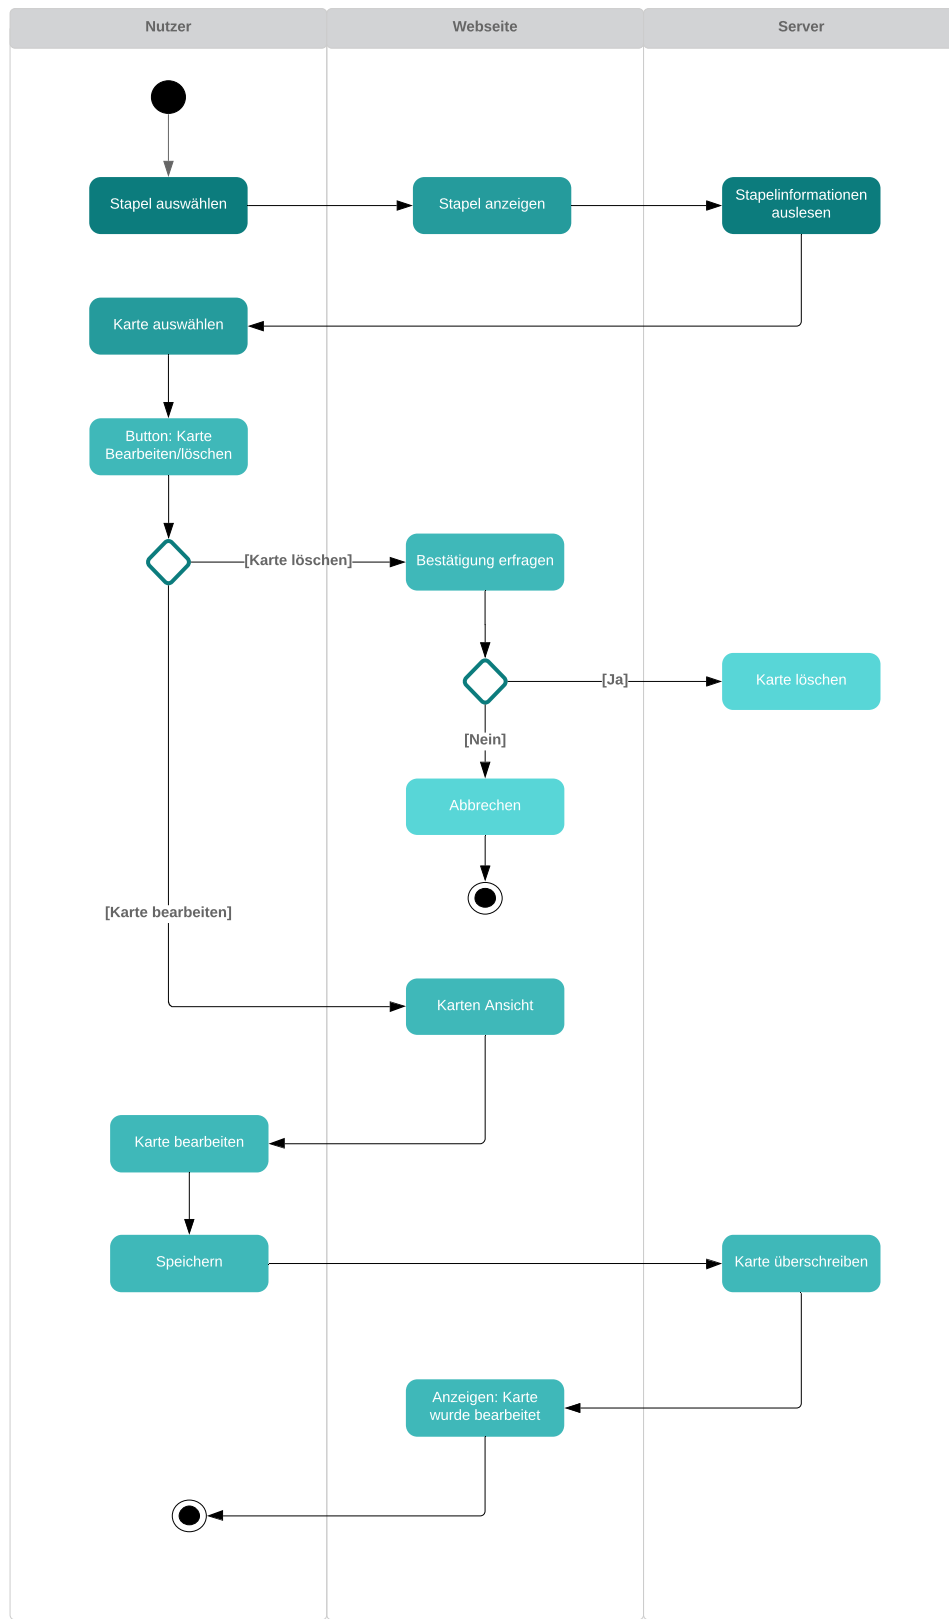 Nutzer
Webseite
Server
Stapel auswählen
Stapel anzeigen
Stapelinformationen
auslesen
Karte auswählen
Button: Karte
Bearbeiten/löschen
[Karte löschen]
Bestätigung erfragen
[Ja]
Karte löschen
[Nein]
Abbrechen
[Karte bearbeiten]
Karten Ansicht
Karte bearbeiten
Speichern
Karte überschreiben
Anzeigen: Karte
wurde bearbeitet